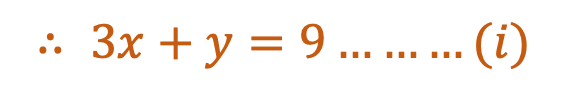 ∴ 3x + y = 9 ... ... ... (i)